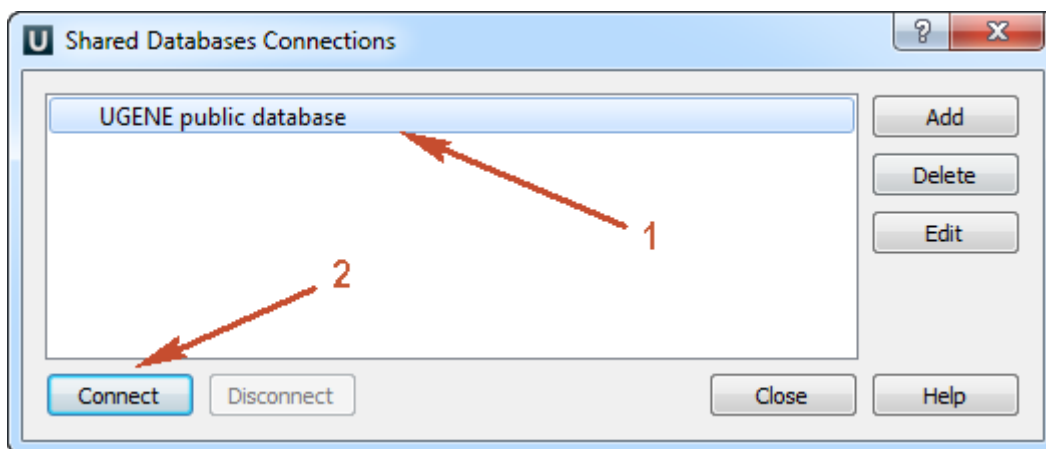 U Shared Databases Connections ? X
UGENE public database
Add
Delete
1
Edit
2
Connect Disconnect Close Help